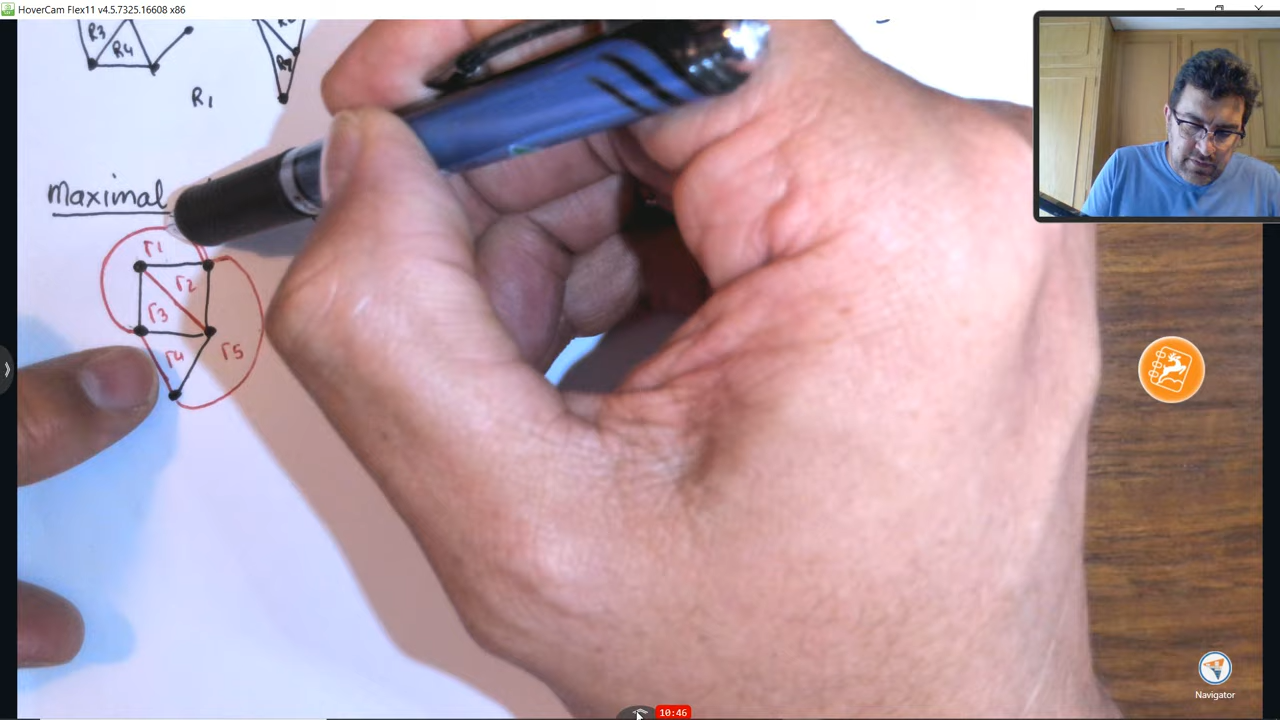 HoverCam Flex11 v4.5.7325.16608 x86
R3
R4
R2
R1
Maximal
r1
r2
r3
r4
r5
Navigator
10:46